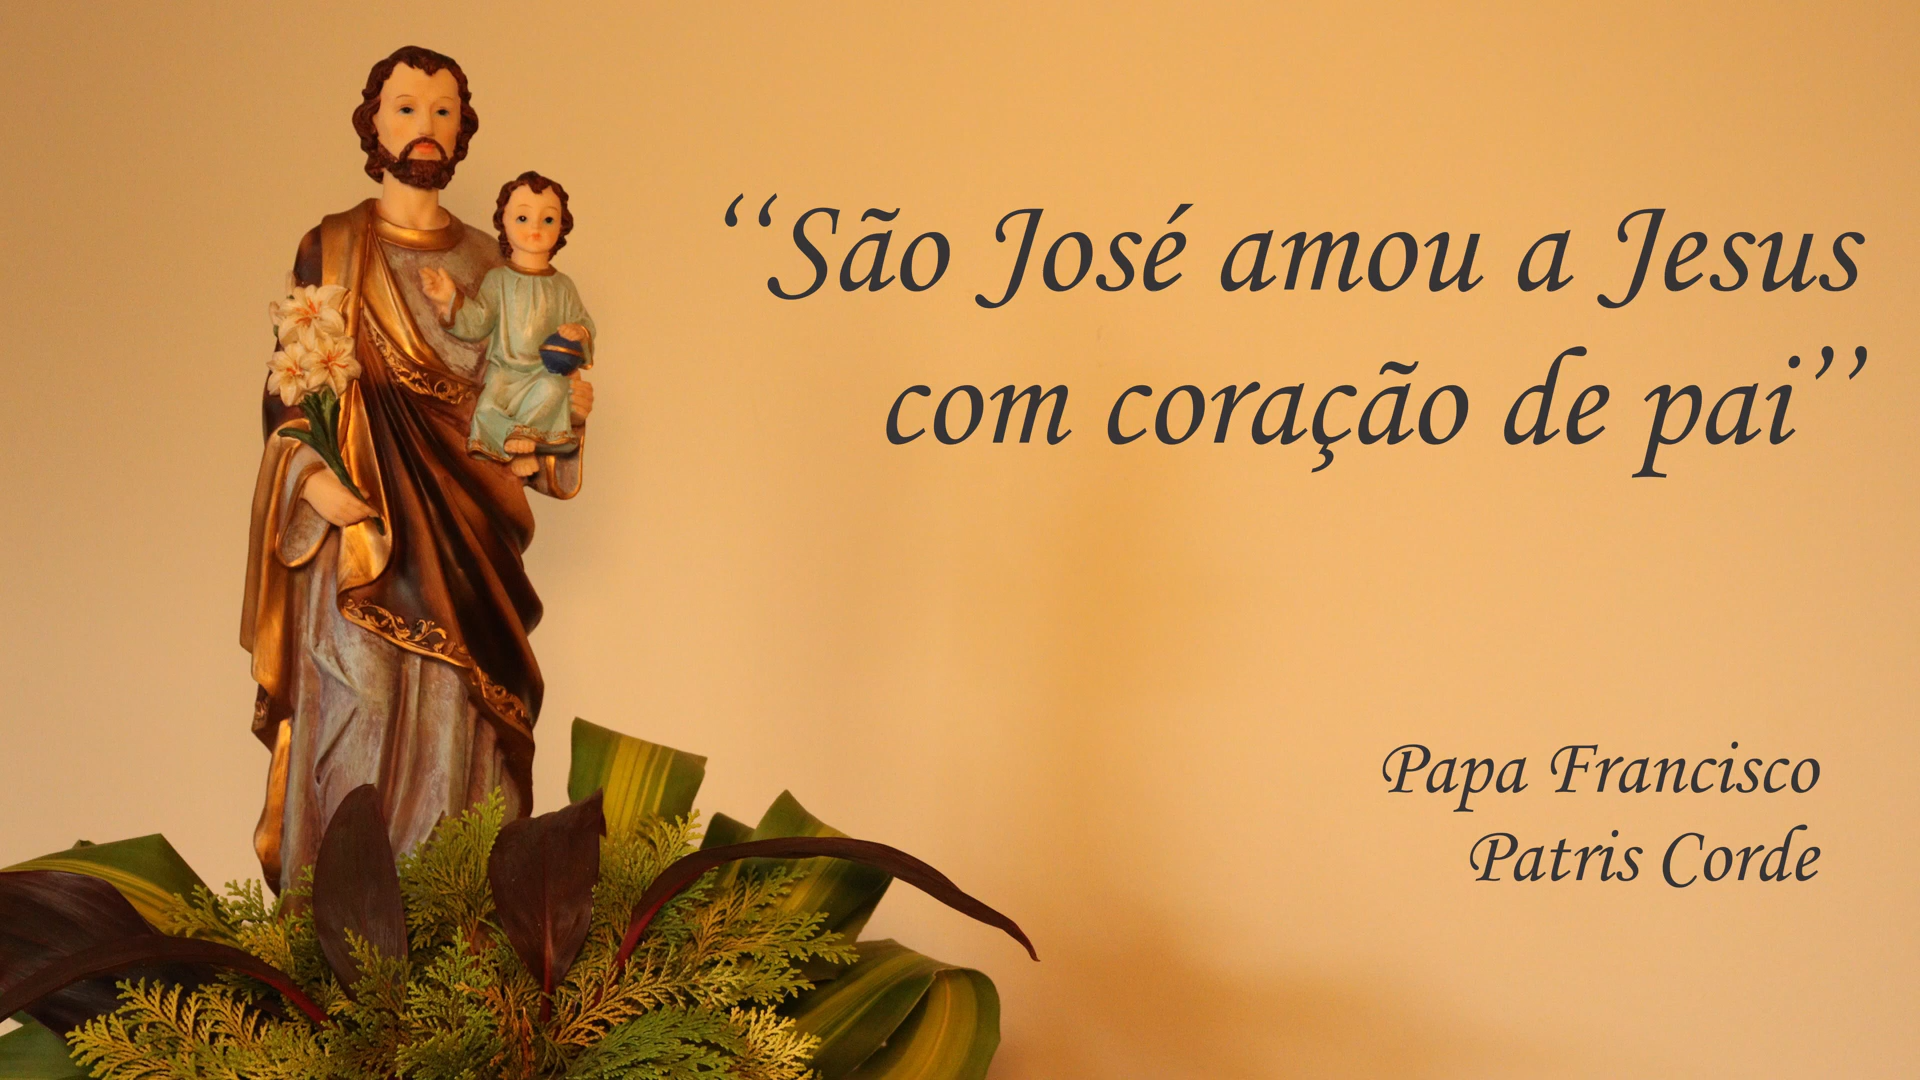 ‘‘São José amou a Jesus
com coração de pai’’
Papa Francisco
Patris Corde